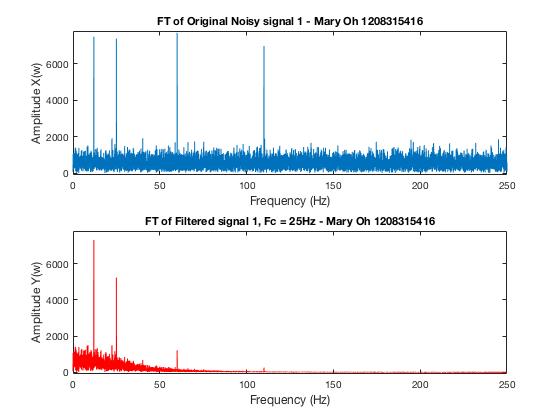 FT of Original Noisy signal 1 - Mary Oh 1208315416
Amplitude X(w)
6000
4000
2000
0
0 50 100 150 200 250
Frequency (Hz)
FT of Filtered signal 1, Fc = 25Hz - Mary Oh 1208315416
Amplitude Y(w)
6000
4000
2000
0
0 50 100 150 200 250
Frequency (Hz)